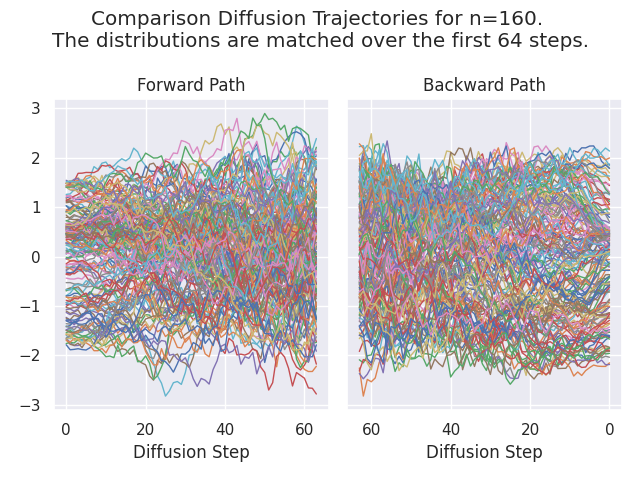 Comparison Diffusion Trajectories for n=160.
The distributions are matched over the first 64 steps.
Forward Path
Backward Path
3
2
1
0
−1
−2
−3
0 20 40 60
60 40 20 0
Diffusion Step
Diffusion Step